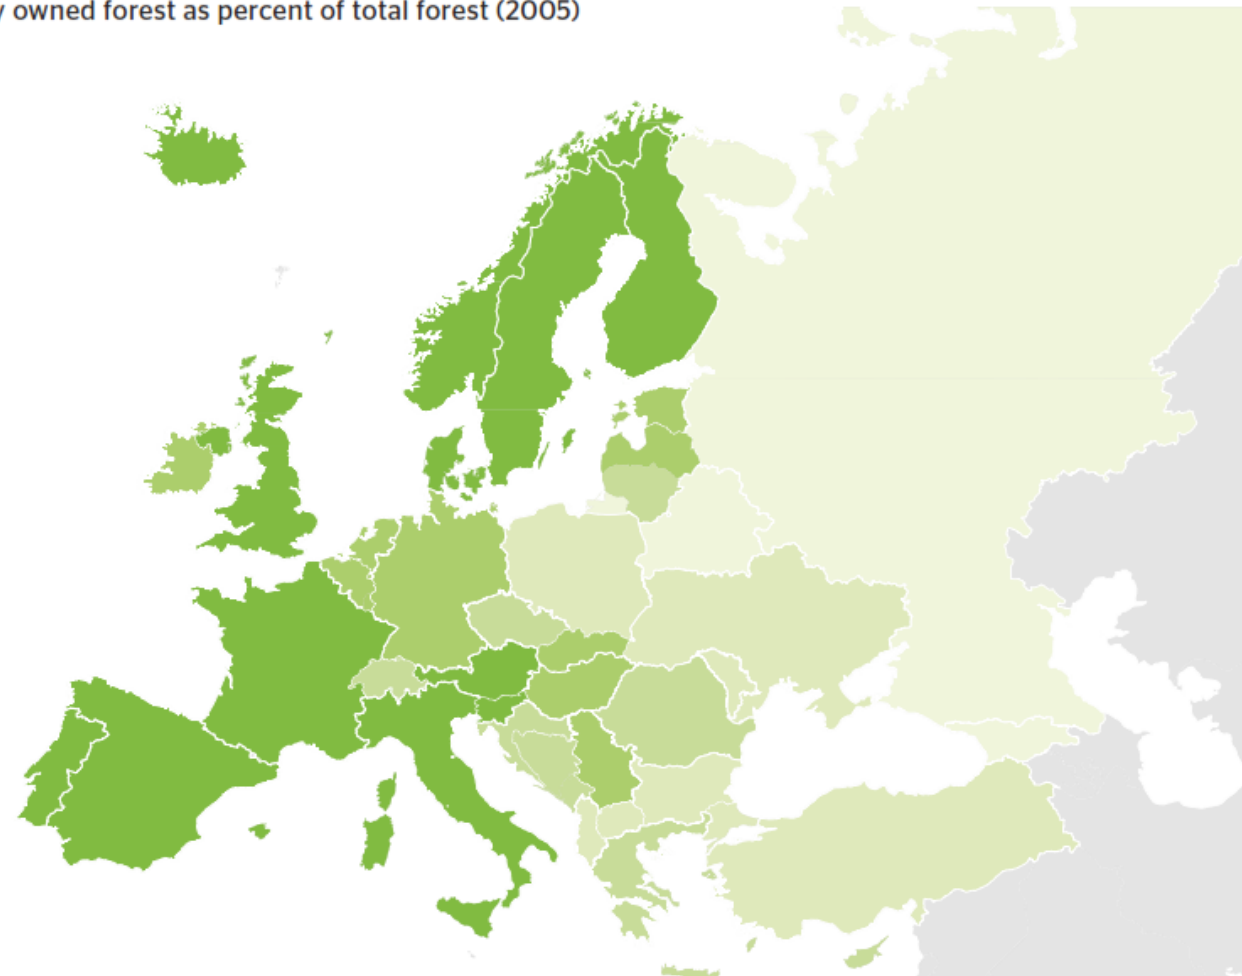 owned forest as percent of total forest (2005)